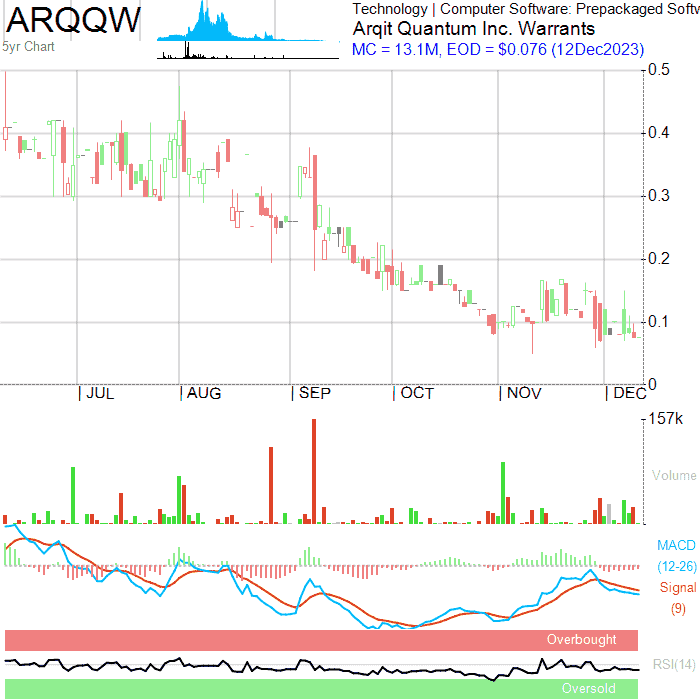 ARQQW
5yr Chart
Technology | Computer Software: Prepackaged Softw
Arqit Quantum Inc. Warrants
MC = 13.1M, EOD = $0.076 (12Dec2023)
0.5
0.4
0.3
0.2
0.1
0
JUL
AUG
SEP
OCT
NOV
DEC
157k
Volume
MACD
(12-26)
Signal
(9)
Overbought
RSI(14)
Oversold